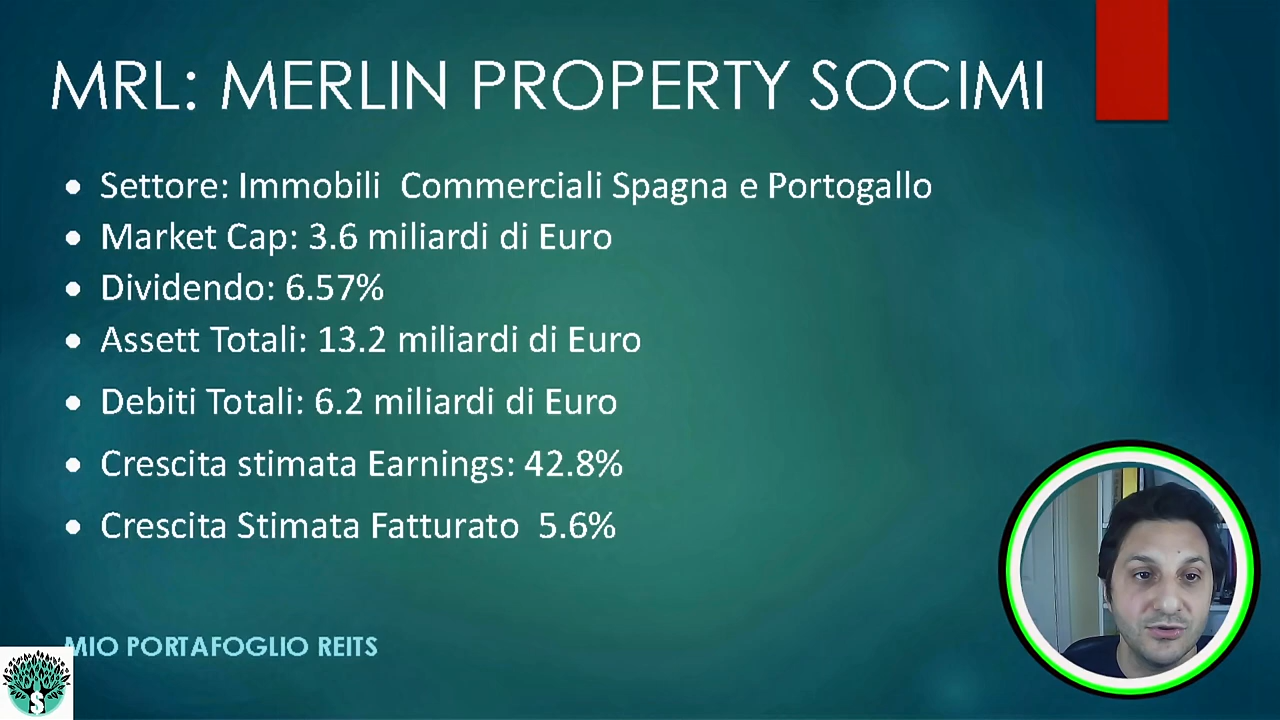 MRL: MERLIN PROPERTY SOCIMI
• Settore: Immobili Commerciali Spagna e Portogallo
• Market Cap: 3.6 miliardi di Euro
• Dividendo: 6.57%
• Assett Totali: 13.2 miliardi di Euro
• Debiti Totali: 6.2 miliardi di Euro
• Crescita stimata Earnings: 42.8%
• Crescita Stimata Fatturato 5.6%
MIO PORTAFOGLIO REITS
$